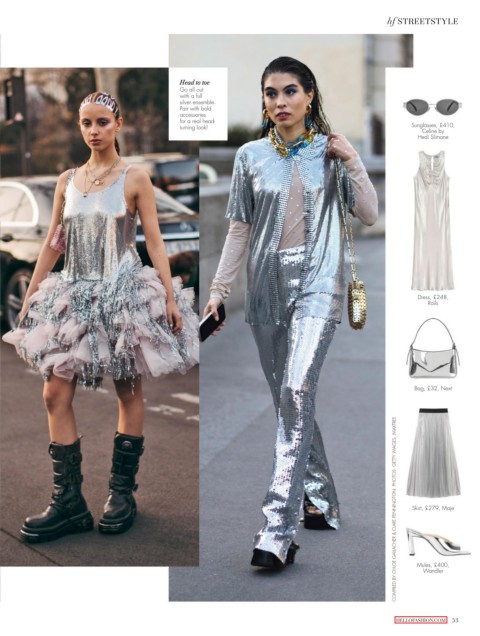 hf STREETSTYLE
Head to toe
Go all out
with a full
silver ensemble.
Pair with bold
accessories
for a real head
turning look!
Sunglasses, £410,
Celine by
Hedi Slimane
Dress, £248,
Rails
Bag, £32, Next
Skirt, £279, Maje
Mules, £400,
Wandler
COMPILED BY CHLOE GALLACHER & CLARE PENNINGTON. PHOTOS: GETTY IMAGES, IMAXTREE
HELLOFASHION.COM 53